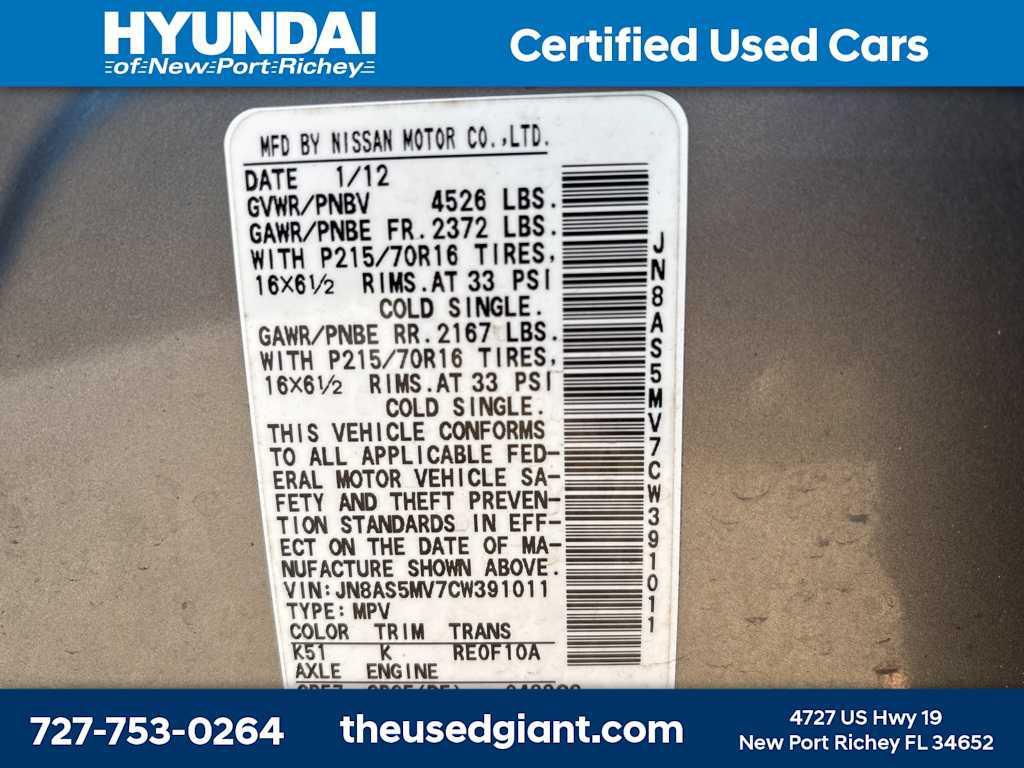 HYUNDAI
of New Port Richey
Certified Used Cars
MFD BY NISSAN MOTOR CO.,LTD.
DATE 1/12
GVWR/PNBV 4526 LBS.
GAWR/PNBE FR.2372 LBS.
WITH P215/70R16 TIRES,
16×6½ RIMS.AT 33 PSI
COLD SINGLE.
GAWR/PNBE RR.2167 LBS.
WITH P215/70R16 TIRES,
16×6½ RIMS.AT 33 PSI
COLD SINGLE.
THIS VEHICLE CONFORMS
TO ALL APPLICABLE FED-
ERAL MOTOR VEHICLE SA-
FETY AND THEFT PREVEN-
TION STANDARDS IN EFF-
ECT ON THE DATE OF MA-
NUFACTURE SHOWN ABOVE.
VIN:JN8AS5MV7CW391011
TYPE:MPV
COLOR TRIM TRANS
K51 K RE0F10A
AXLE ENGINE
JN8AS5MV7CW391011
727-753-0264
theusedgiant.com
4727 US Hwy 19
New Port Richey FL 34652